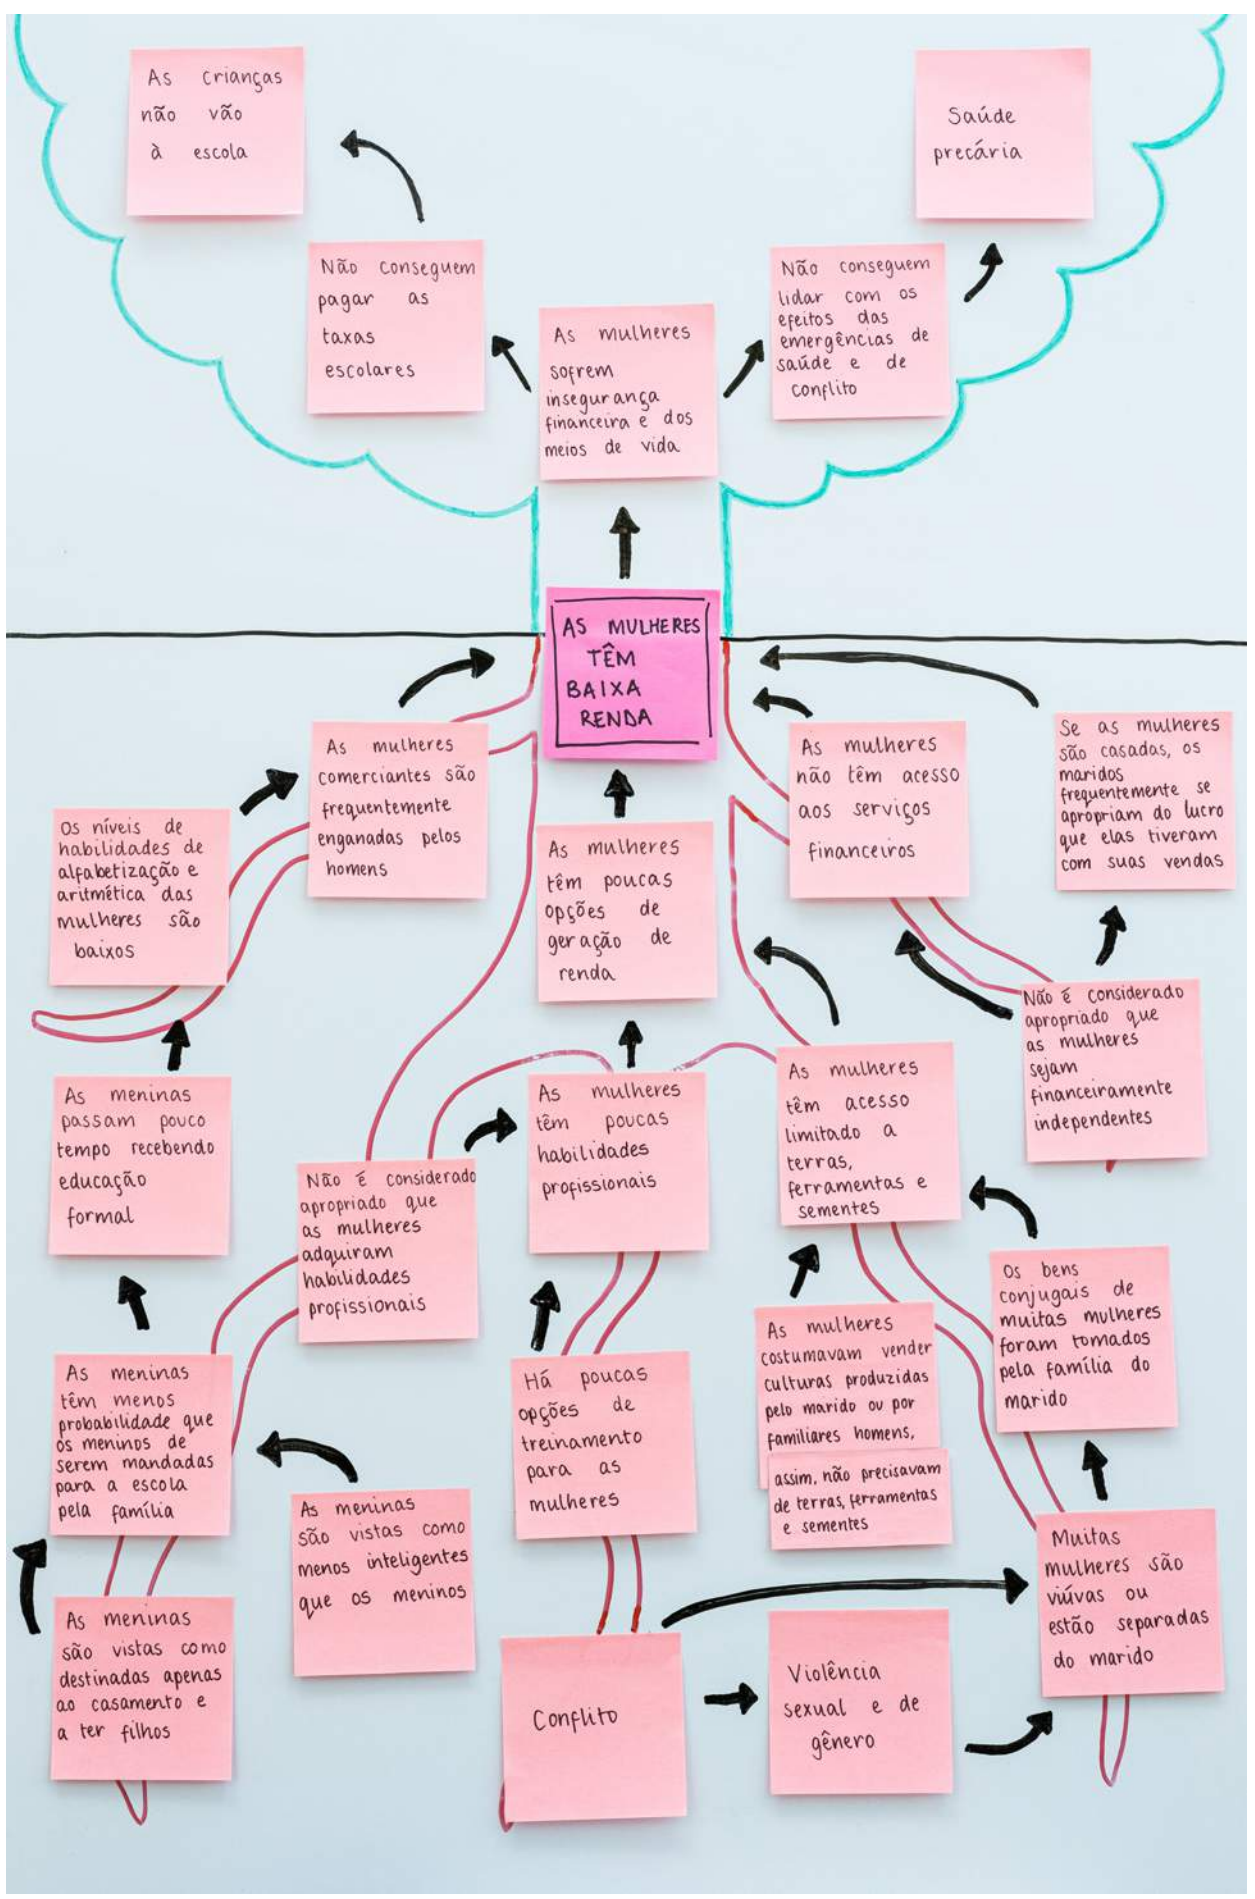 As crianças
não vão
à escola
Saúde
precária
Não conseguem
pagar as
taxas
escolares
As mulheres
sofrem
insegurança
financeira e dos
meios de vida
Não conseguem
lidar com os
efeitos das
emergências de
saúde e de
conflito
AS MULHERES
TÊM
BAIXA
RENDA
As mulheres
comerciantes são
frequentemente
enganadas pelos
homens
As mulheres
não têm acesso
aos serviços
financeiros
Se as mulheres
são casadas, os
maridos
frequentemente se
apropriam do lucro
que elas tiveram
com suas vendas
Os níveis de
habilidades de
alfabetização e
aritmética das
mulheres são
baixos
As mulheres
têm poucas
opções de
geração de
renda
Não é considerado
apropriado que
as mulheres
sejam
financeiramente
independentes
As meninas
passam pouco
tempo recebendo
educação
formal
Não é considerado
apropriado que
as mulheres
adquiram
habilidades
profissionais
As mulheres
têm poucas
habilidades
profissionais
As mulheres
têm acesso
limitado a
terras,
ferramentas e
sementes
Os bens
conjugais de
muitas mulheres
foram tomados
pela família do
marido
As meninas
têm menos
probabilidade que
os meninos de
serem mandadas
para a escola
pela família
As meninas
são vistas como
menos inteligentes
que os meninos
Há poucas
opções de
treinamento
para as
mulheres
As mulheres
costumavam vender
culturas produzidas
pelo marido ou por
familiares homens,
assim, não precisavam
de terras, ferramentas
e sementes
As meninas
são vistas como
destinadas apenas
ao casamento e
a ter filhos
Conflito
Violência
sexual e de
gênero
Muitas
mulheres são
viúvas ou
estão separadas
do marido